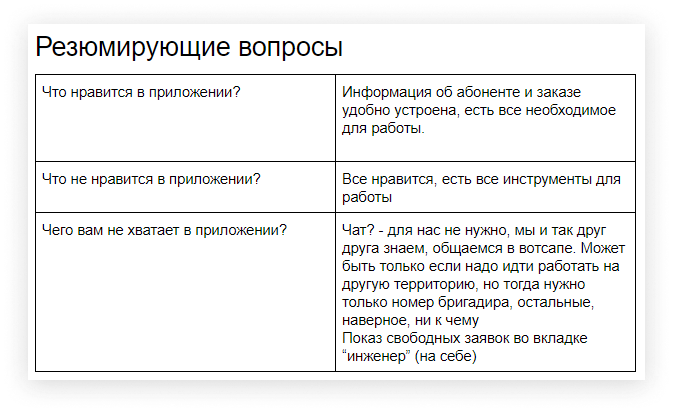 Резюмирующие вопросы
Что нравится в приложении?
Информация об абоненте и заказе
удобно устроена, есть все необходимое
для работы.
Что не нравится в приложении?
Все нравится, есть все инструменты для
работы
Чего вам не хватает в приложении?
Чат? - для нас не нужно, мы и так друг
друга знаем, общаемся в вотсапе. Может
быть только если надо идти работать на
другую территорию, но тогда нужно
только номер бригадира, остальные,
наверное, ни к чему
Показ свободных заявок во вкладке
“инженер” (на себе)